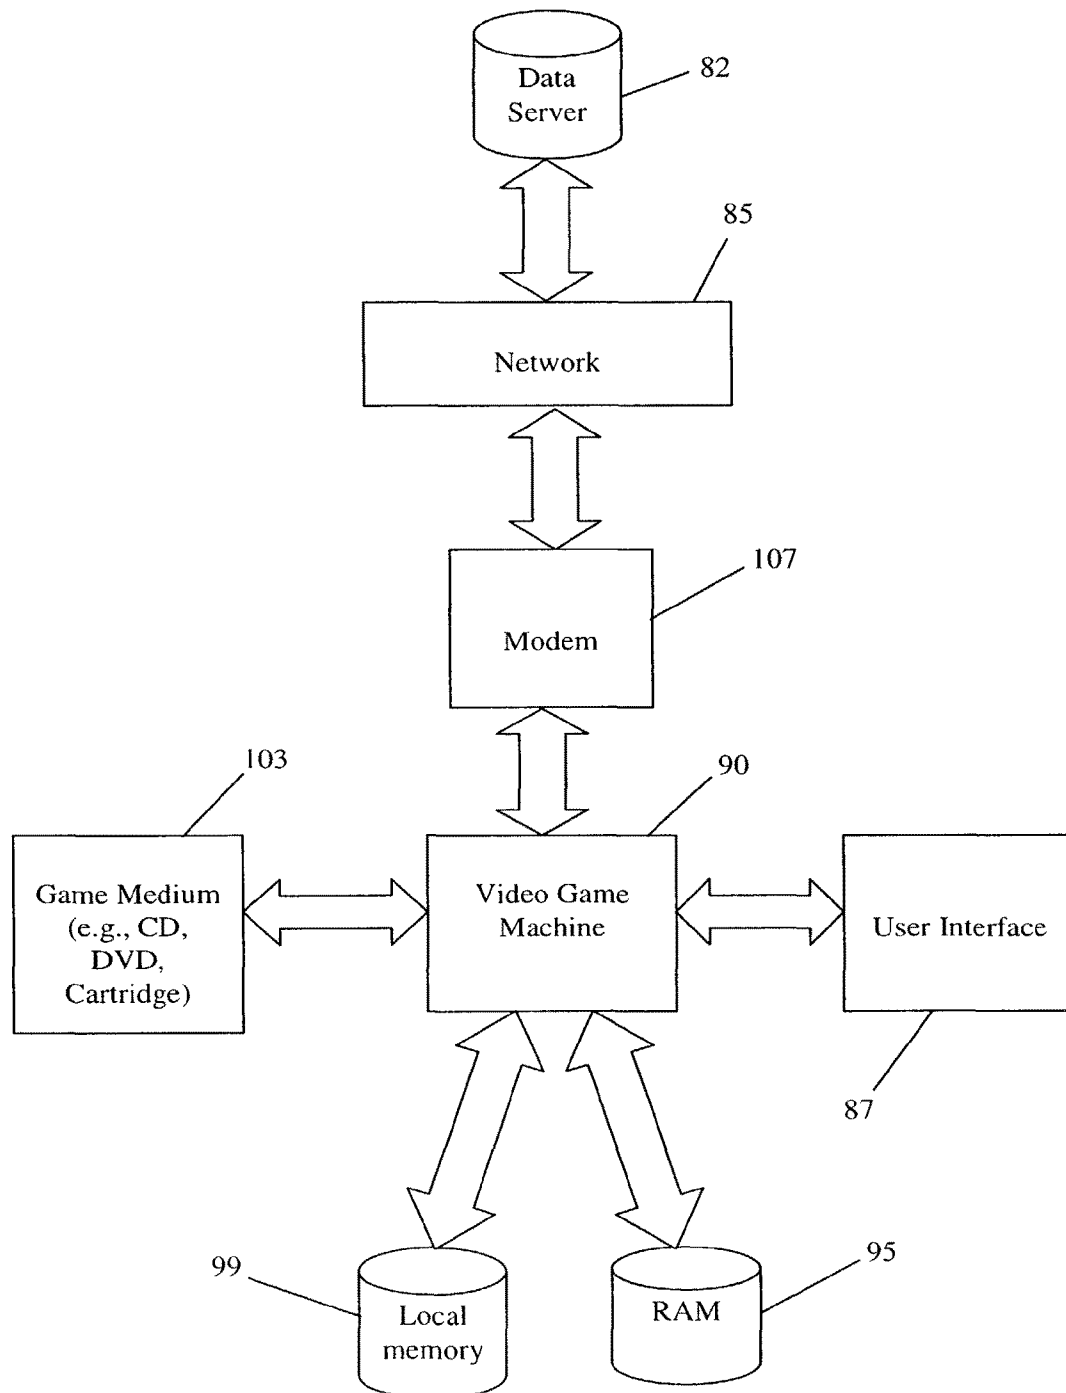 Data
Server
82
85
Network
107
Modem
103
90
Game Medium
(e.g., CD,
DVD,
Cartridge)
Video Game
Machine
User Interface
87
99
Local
memory
RAM
95